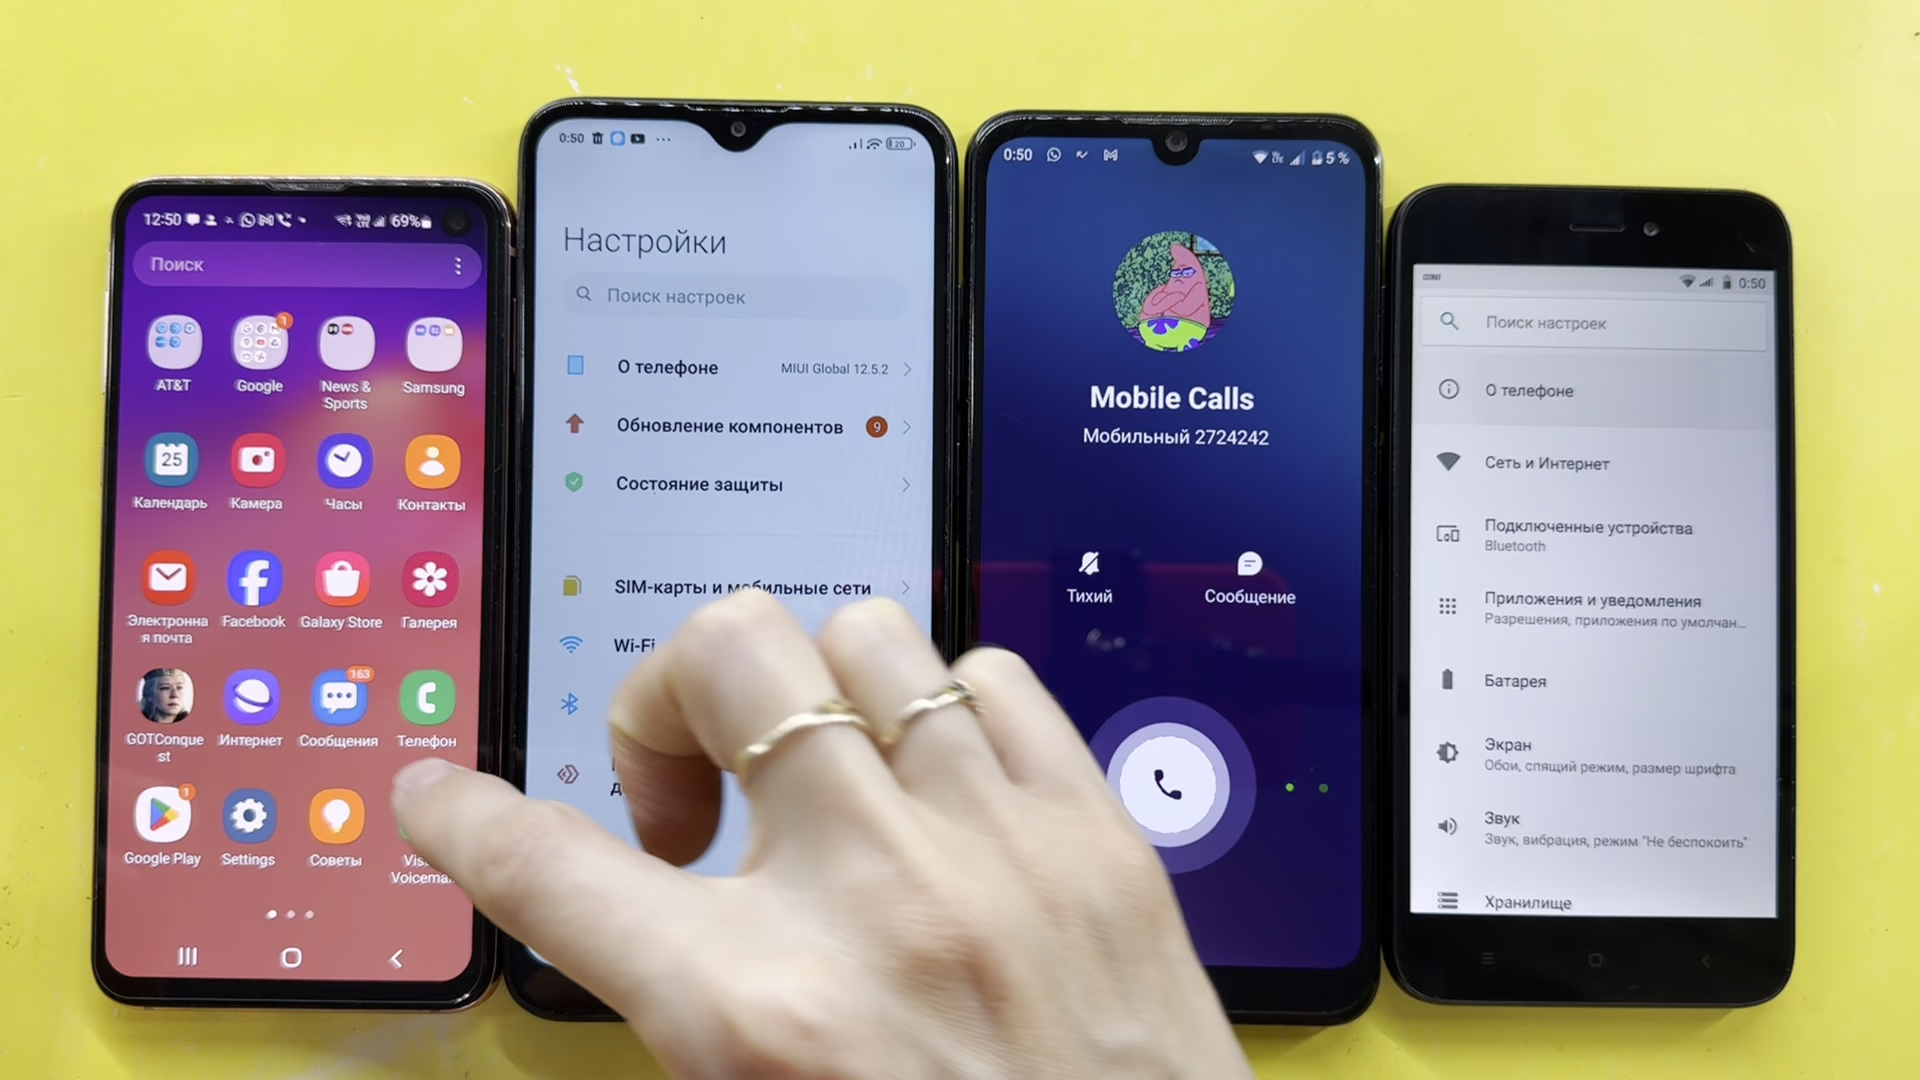 12:50
69%
Поиск
1
AT&T
Google
News &
Sports
Samsung
25
Календарь
Камера
Часы
Контакты
Электронна
я почта
Facebook
Galaxy Store
Галерея
163
GOTConque
st
Интернет
Сообщения
Телефон
1
Google Play
Settings
Советы
Voicema
0:50
20
Настройки
Поиск настроек
О телефоне
MIUI Global 12.5.2
Обновление компонентов
9
Состояние защиты
SIM-карты и мобильные сети
Wi-Fi
0:50
5%
Mobile Calls
Мобильный 2724242
Тихий
Сообщение
0:50
Поиск настроек
О телефоне
Сеть и Интернет
Подключенные устройства
Bluetooth
Приложения и уведомления
Разрешения, приложения по умолчан...
Батарея
Экран
Обои, спящий режим, размер шрифта
Звук
Звук, вибрация, режим "Не беспокоить"
Хранилище